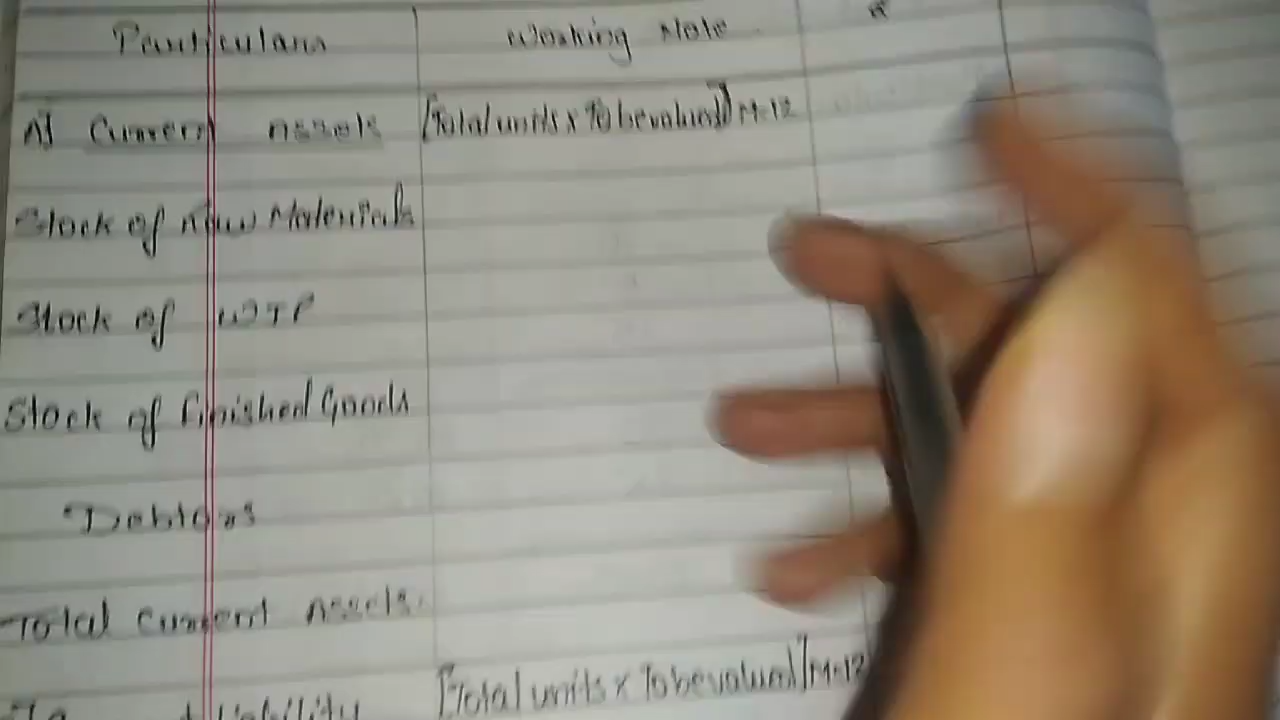 Particulars Working Note ₹
A] Current Assets [Total units x To be valued] M-12
Stock of Raw Materials
Stock of WIP
Stock of Finished Goods
Debtors
Total Current Assets.
liability [Total units x To be valued] M-12